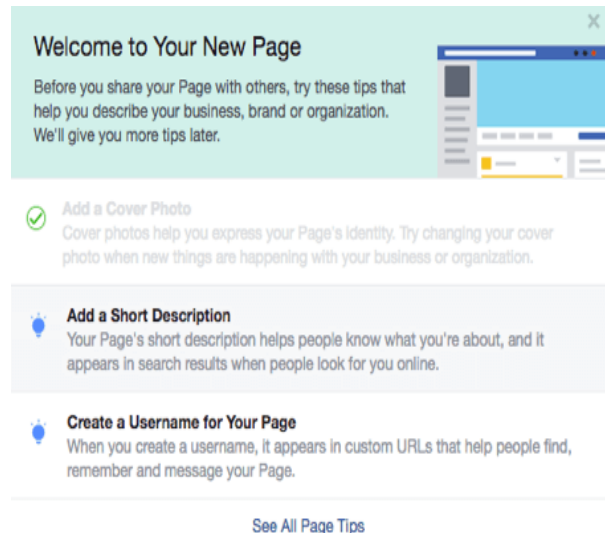 Welcome to Your New Page
Before you share your Page with others, try these tips that
help you describe your business, brand or organization.
We'll give you more tips later.
Add a Cover Photo
Cover photos help you express your Page's identity. Try changing your cover
photo when new things are happening with your business or organization.
Add a Short Description
Your Page's short description helps people know what you're about, and it
appears in search results when people look for you online.
Create a Username for Your Page
When you create a username, it appears in custom URLs that help people find,
remember and message your Page.
See All Page Tips